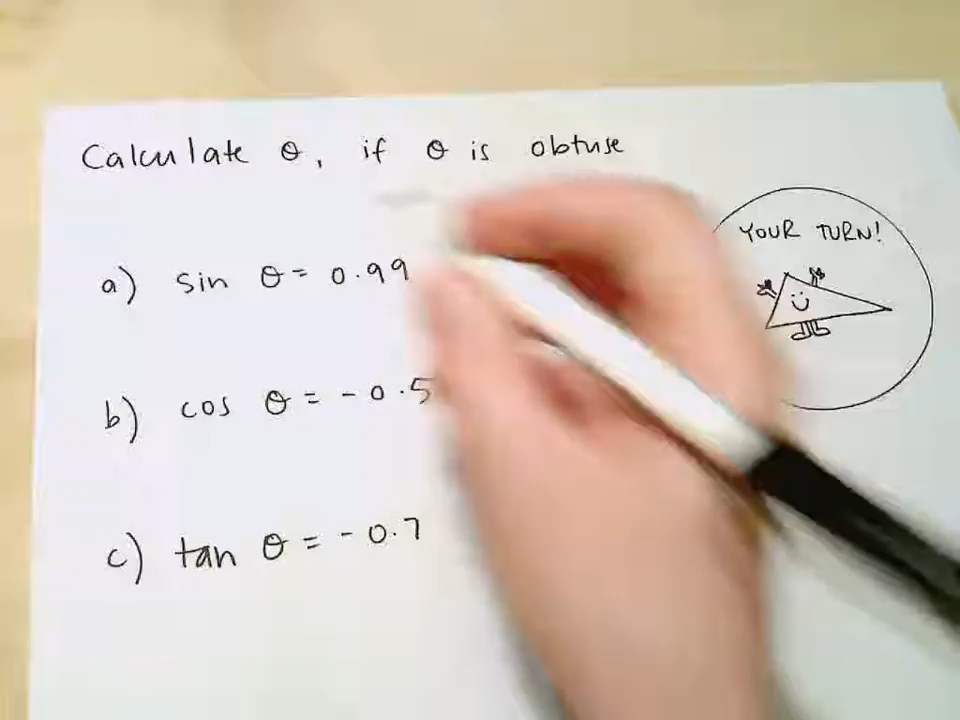 Calculate θ, if θ is obtuse
YOUR TURN!
a) sin θ = 0.99
b) cos θ = -0.5
c) tan θ = -0.7